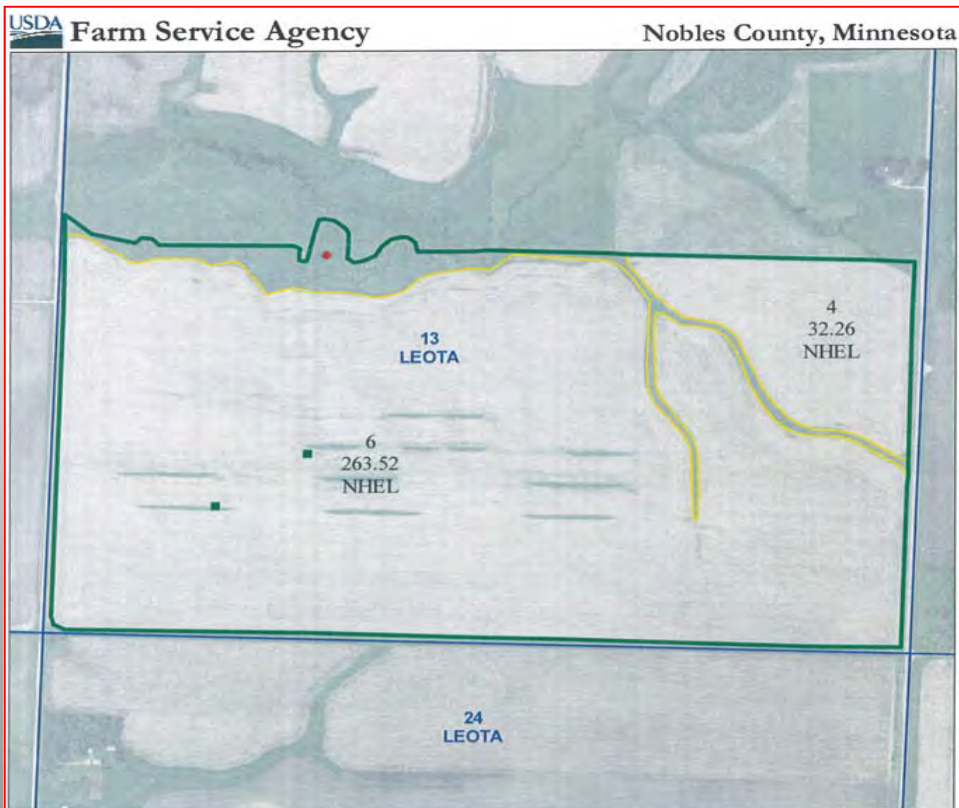 USDA Farm Service Agency
Nobles County, Minnesota
4
32.26
NHEL
13
LEOTA
6
263.52
NHEL
24
LEOTA